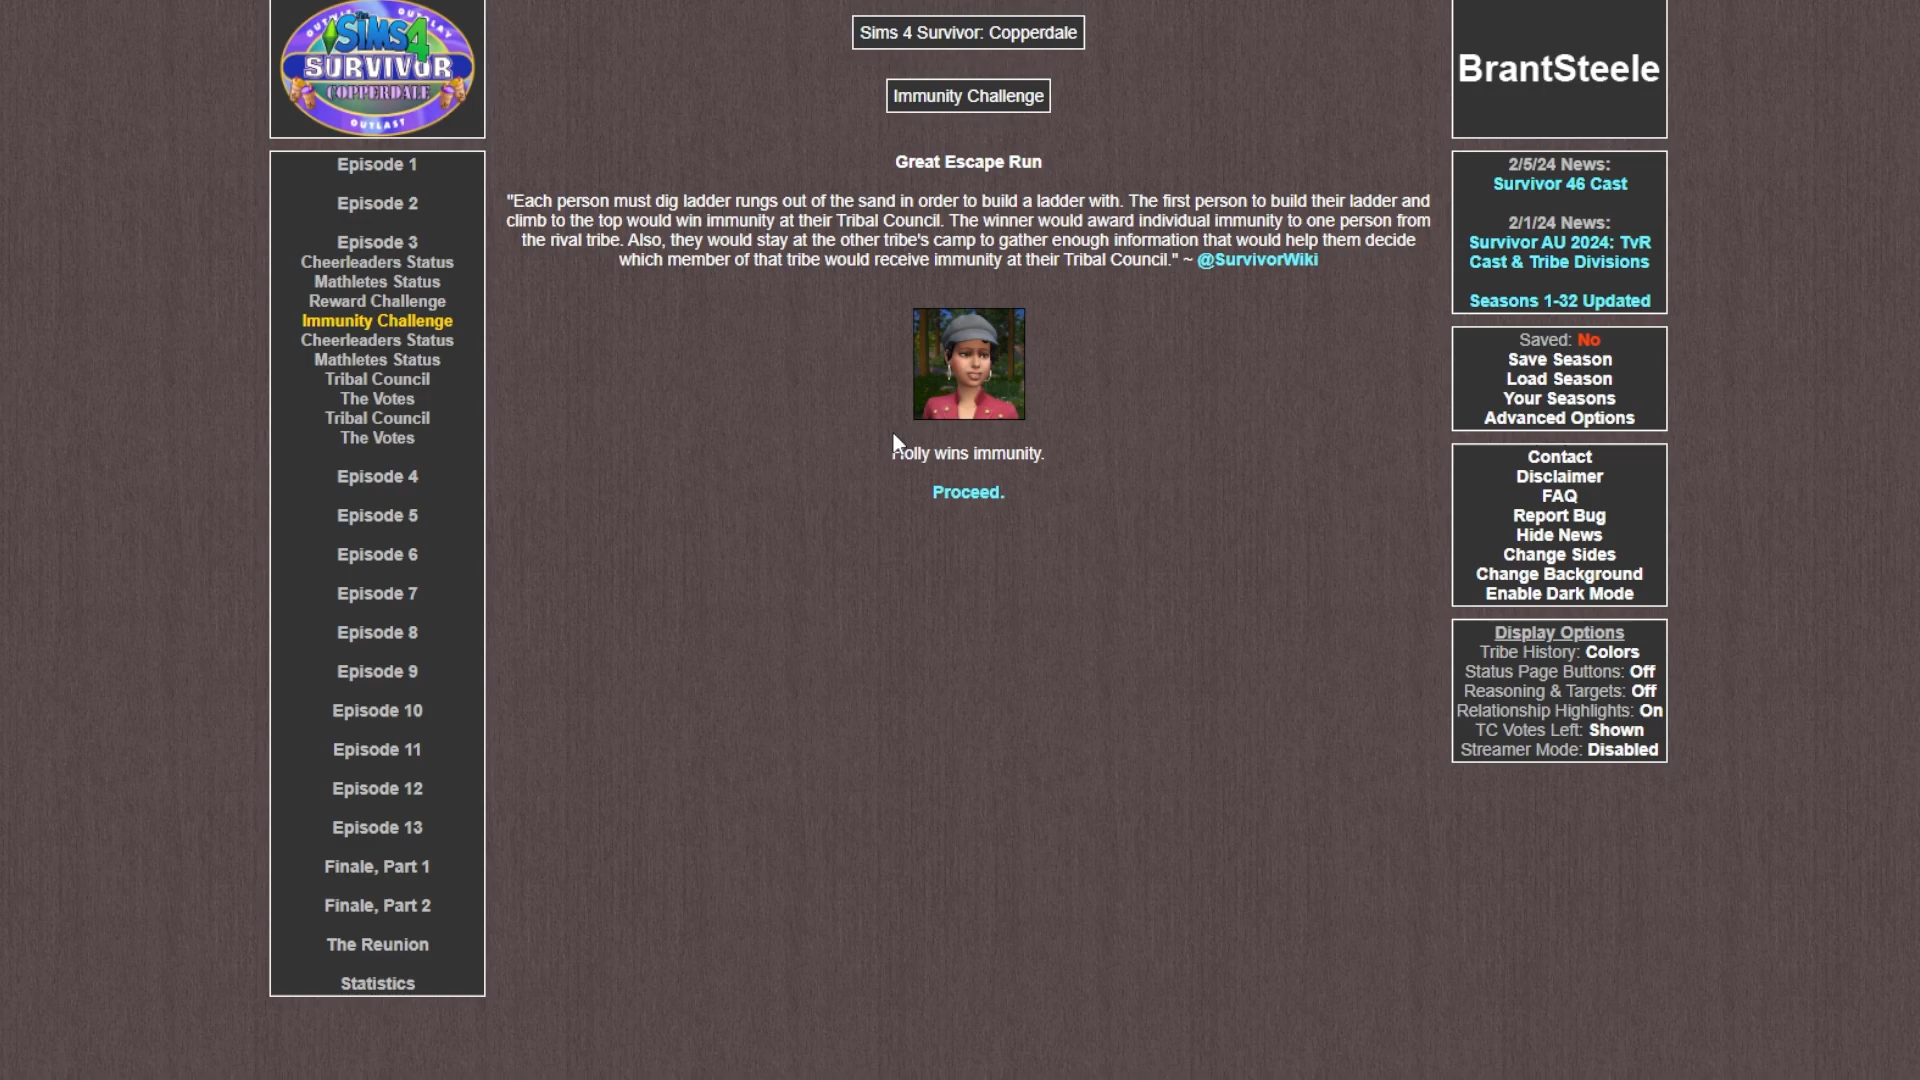 OUTWIT OUTPLAY
THE SIMS 4
SURVIVOR
COPPERDALE
OUTLAST
Episode 1
Episode 2
Episode 3
Cheerleaders Status
Mathletes Status
Reward Challenge
Immunity Challenge
Cheerleaders Status
Mathletes Status
Tribal Council
The Votes
Tribal Council
The Votes
Episode 4
Episode 5
Episode 6
Episode 7
Episode 8
Episode 9
Episode 10
Episode 11
Episode 12
Episode 13
Finale, Part 1
Finale, Part 2
The Reunion
Statistics
Sims 4 Survivor: Copperdale
Immunity Challenge
Great Escape Run
"Each person must dig ladder rungs out of the sand in order to build a ladder with. The first person to build their ladder and
climb to the top would win immunity at their Tribal Council. The winner would award individual immunity to one person from
the rival tribe. Also, they would stay at the other tribe's camp to gather enough information that would help them decide
which member of that tribe would receive immunity at their Tribal Council." ~ @SurvivorWiki
wins immunity.
Proceed.
BrantSteele
2/5/24 News:
Survivor 46 Cast
2/1/24 News:
Survivor AU 2024: TvR
Cast & Tribe Divisions
Seasons 1-32 Updated
Saved: No
Save Season
Load Season
Your Seasons
Advanced Options
Contact
Disclaimer
FAQ
Report Bug
Hide News
Change Sides
Change Background
Enable Dark Mode
Display Options
Tribe History: Colors
Status Page Buttons: Off
Reasoning & Targets: Off
Relationship Highlights: On
TC Votes Left: Shown
Streamer Mode: Disabled